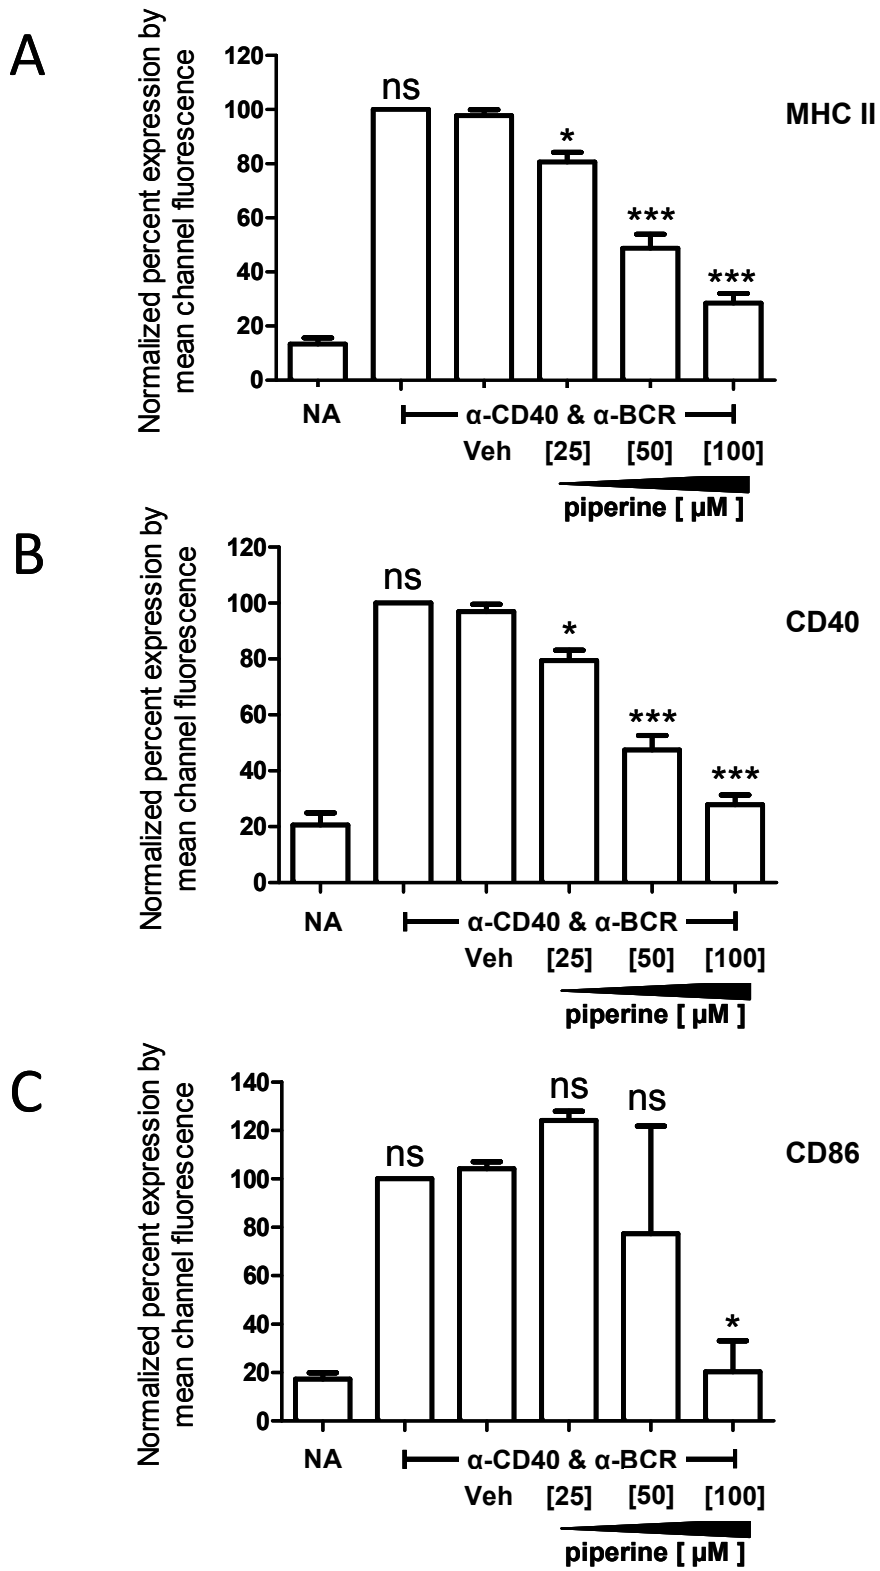 A
Normalized percent expression by
mean channel fluorescence
120
100
80
60
40
20
0
ns
*
***
***
MHC II
NA
α-CD40 & α-BCR
Veh [25] [50] [100]
piperine [ µM ]
B
Normalized percent expression by
mean channel fluorescence
120
100
80
60
40
20
0
ns
*
***
***
CD40
NA
α-CD40 & α-BCR
Veh [25] [50] [100]
piperine [ µM ]
C
Normalized percent expression by
mean channel fluorescence
140
120
100
80
60
40
20
0
ns
ns
ns
*
CD86
NA
α-CD40 & α-BCR
Veh [25] [50] [100]
piperine [ µM ]